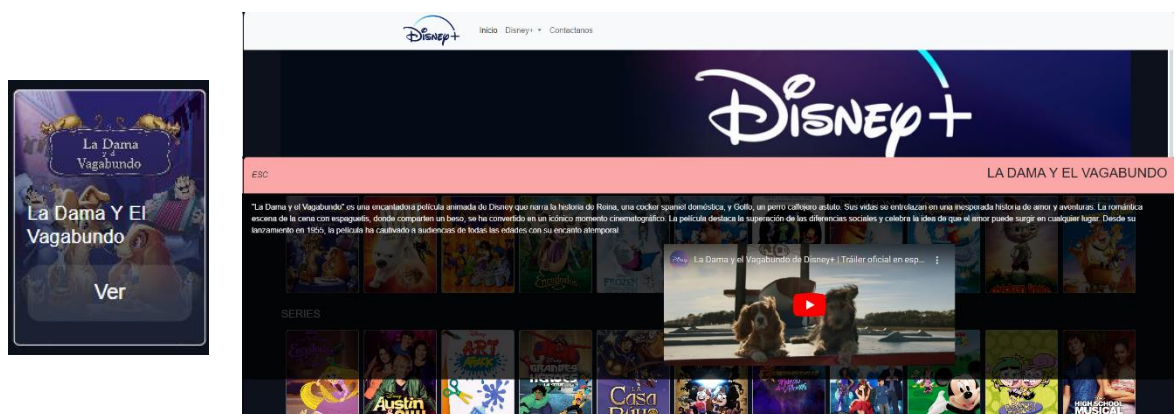 La Dama
y el
Vagabundo
La Dama Y El
Vagabundo
Ver
Disney+
Inicio Disney+ Contactanos
Disney+
ESC
LA DAMA Y EL VAGABUNDO
"La Dama y el Vagabundo" es una encantadora película animada de Disney que narra la historia de Reina, una cocker spaniel doméstica, y Golfo, un perro callejero astuto. Sus vidas se entrelazan en una inesperada historia de amor y aventuras. La romántica
escena de la cena con espaguetis, donde comparten un beso, se ha convertido en un icónico momento cinematográfico. La película destaca la superación de las diferencias sociales y celebra la idea de que el amor puede surgir en cualquier lugar. Desde su
lanzamiento en 1955, la película ha cautivado a audiencias de todas las edades con su encanto atemporal
La Dama y el Vagabundo de Disney+ | Tráiler oficial en esp...
Enredados
FROZEN
SERIES
ART
ATTACK
GRANDES
HÉROES
Austin
Casa
HIGH SCHOOL
MUSICAL